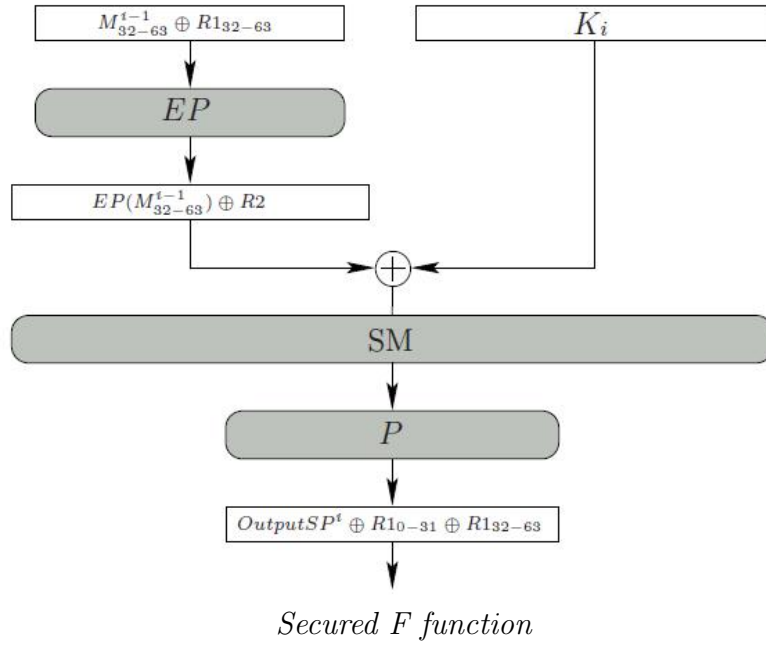 M^{i-1}_{32-63} ⊕ R1_{32-63}
K_i
EP
EP(M^{i-1}_{32-63}) ⊕ R2
SM
P
OutputSP^i ⊕ R1_{0-31} ⊕ R1_{32-63}
Secured F function